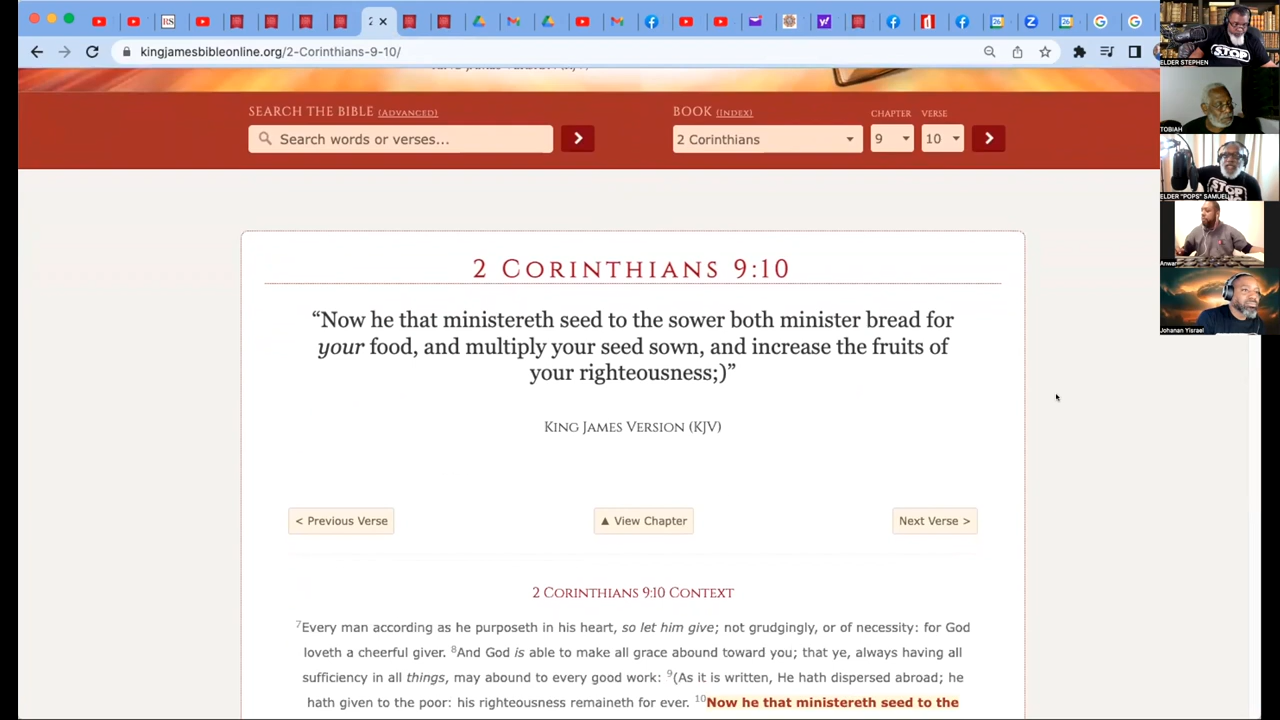 2
RS
26
26
kingjamesbibleonline.org/2-Corinthians-9-10/
SEARCH THE BIBLE (ADVANCED)
BOOK (INDEX)
CHAPTER
VERSE
Search words or verses...
2 Corinthians
9
10
2 Corinthians 9:10
“Now he that ministereth seed to the sower both minister bread for
your food, and multiply your seed sown, and increase the fruits of
your righteousness;)”
King James Version (KJV)
< Previous Verse
▲ View Chapter
Next Verse >
2 Corinthians 9:10 Context
7Every man according as he purposeth in his heart, so let him give; not grudgingly, or of necessity: for God
loveth a cheerful giver. 8And God is able to make all grace abound toward you; that ye, always having all
sufficiency in all things, may abound to every good work: 9(As it is written, He hath dispersed abroad; he
hath given to the poor: his righteousness remaineth for ever. 10Now he that ministereth seed to the
STOP
ELDER STEPHEN
TOBIAH
STOP
ELDER "POPS" SAMUEL
Anwar
Johanan Yisrael